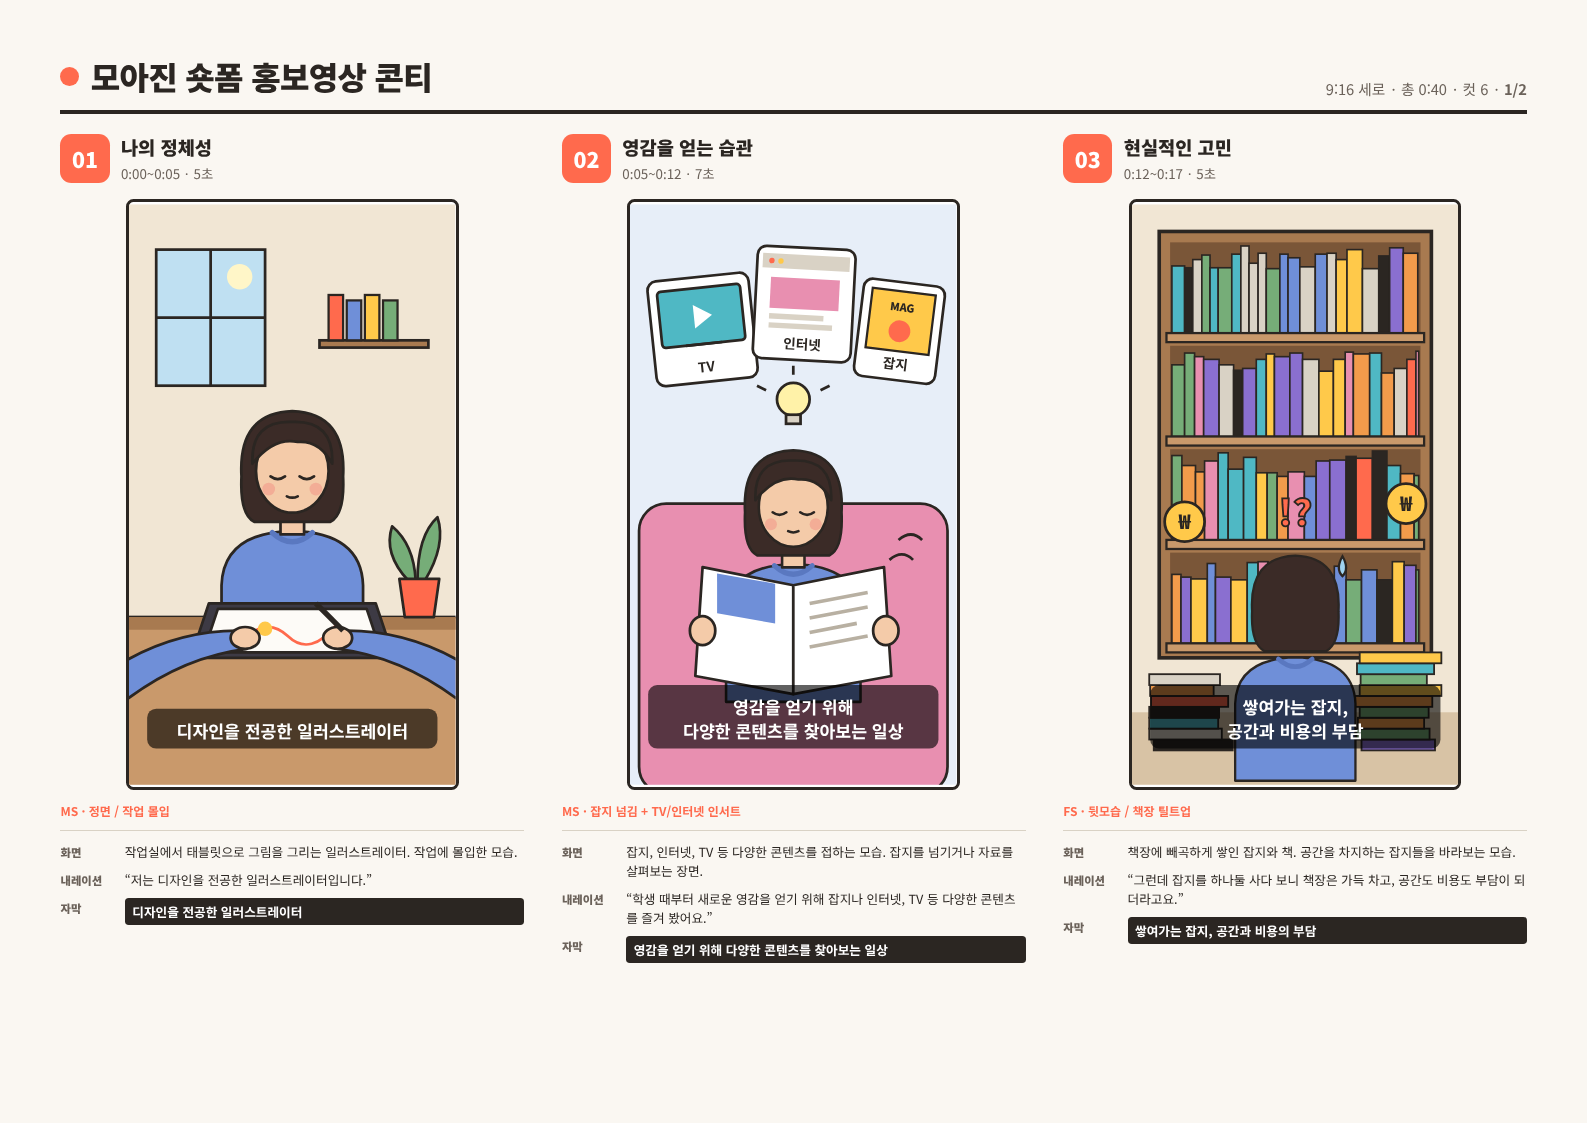 모아진 숏폼 홍보영상 콘티
9:16 세로 · 총 0:40 · 컷 6 · 1/2
01
나의 정체성
0:00~0:05 · 5초
디자인을 전공한 일러스트레이터
MS · 정면 / 작업 몰입
화면
작업실에서 태블릿으로 그림을 그리는 일러스트레이터. 작업에 몰입한 모습.
내레이션
“저는 디자인을 전공한 일러스트레이터입니다.”
자막
디자인을 전공한 일러스트레이터
02
영감을 얻는 습관
0:05~0:12 · 7초
TV
인터넷
MAG
잡지
영감을 얻기 위해
다양한 콘텐츠를 찾아보는 일상
MS · 잡지 넘김 + TV/인터넷 인서트
화면
잡지, 인터넷, TV 등 다양한 콘텐츠를 접하는 모습. 잡지를 넘기거나 자료를
살펴보는 장면.
내레이션
“학생 때부터 새로운 영감을 얻기 위해 잡지나 인터넷, TV 등 다양한 콘텐츠
를 즐겨 봤어요.”
자막
영감을 얻기 위해 다양한 콘텐츠를 찾아보는 일상
03
현실적인 고민
0:12~0:17 · 5초
₩
!?
₩
쌓여가는 잡지,
공간과 비용의 부담
FS · 뒷모습 / 책장 틸트업
화면
책장에 빼곡하게 쌓인 잡지와 책. 공간을 차지하는 잡지들을 바라보는 모습.
내레이션
“그런데 잡지를 하나둘 사다 보니 책장은 가득 차고, 공간도 비용도 부담이 되
더라고요.”
자막
쌓여가는 잡지, 공간과 비용의 부담